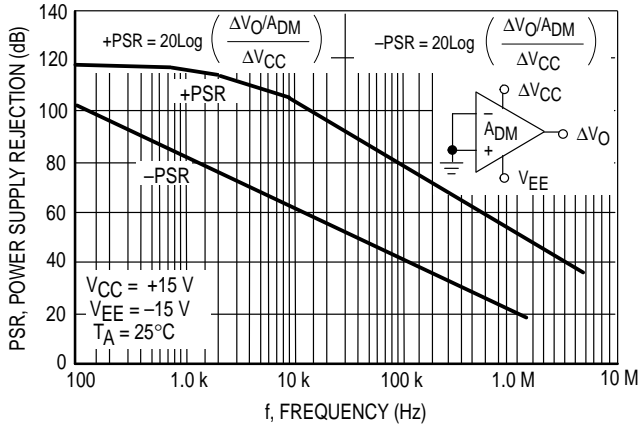 140
120
100
80
60
40
20
0
PSR, POWER SUPPLY REJECTION (dB)
+PSR = 20Log (ΔVO/ADM / ΔVCC)
−PSR = 20Log (ΔVO/ADM / ΔVCC)
+PSR
−PSR
ΔVCC
−
ADM
+
ΔVO
VEE
VCC = +15 V
VEE = −15 V
TA = 25°C
100
1.0 k
10 k
100 k
1.0 M
10 M
f, FREQUENCY (Hz)